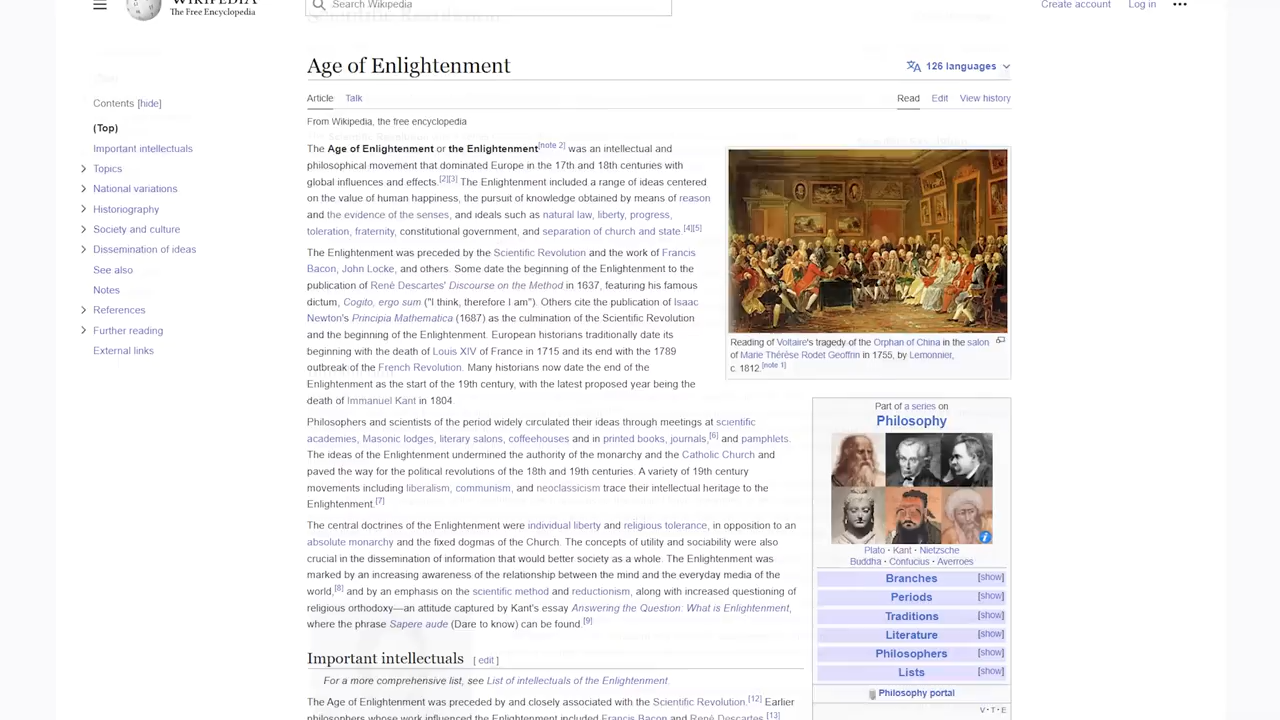 WIKIPEDIA
The Free Encyclopedia
Search Wikipedia
Create account
Log in
Age of Enlightenment
126 languages
Article
Talk
Read
Edit
View history
From Wikipedia, the free encyclopedia
Contents [hide]
(Top)
Important intellectuals
Topics
National variations
Historiography
Society and culture
Dissemination of ideas
See also
Notes
References
Further reading
External links
The Age of Enlightenment or the Enlightenment[note 2] was an intellectual and
philosophical movement that dominated Europe in the 17th and 18th centuries with
global influences and effects.[2][3] The Enlightenment included a range of ideas centered
on the value of human happiness, the pursuit of knowledge obtained by means of reason
and the evidence of the senses, and ideals such as natural law, liberty, progress,
toleration, fraternity, constitutional government, and separation of church and state.[4][5]
The Enlightenment was preceded by the Scientific Revolution and the work of Francis
Bacon, John Locke, and others. Some date the beginning of the Enlightenment to the
publication of René Descartes' Discourse on the Method in 1637, featuring his famous
dictum, Cogito, ergo sum ("I think, therefore I am"). Others cite the publication of Isaac
Newton's Principia Mathematica (1687) as the culmination of the Scientific Revolution
and the beginning of the Enlightenment. European historians traditionally date its
beginning with the death of Louis XIV of France in 1715 and its end with the 1789
outbreak of the French Revolution. Many historians now date the end of the
Enlightenment as the start of the 19th century, with the latest proposed year being the
death of Immanuel Kant in 1804.
Philosophers and scientists of the period widely circulated their ideas through meetings at scientific
academies, Masonic lodges, literary salons, coffeehouses and in printed books, journals,[6] and pamphlets.
The ideas of the Enlightenment undermined the authority of the monarchy and the Catholic Church and
paved the way for the political revolutions of the 18th and 19th centuries. A variety of 19th century
movements including liberalism, communism, and neoclassicism trace their intellectual heritage to the
Enlightenment.[7]
The central doctrines of the Enlightenment were individual liberty and religious tolerance, in opposition to an
absolute monarchy and the fixed dogmas of the Church. The concepts of utility and sociability were also
crucial in the dissemination of information that would better society as a whole. The Enlightenment was
marked by an increasing awareness of the relationship between the mind and the everyday media of the
world,[8] and by an emphasis on the scientific method and reductionism, along with increased questioning of
religious orthodoxy—an attitude captured by Kant's essay Answering the Question: What is Enlightenment,
where the phrase Sapere aude (Dare to know) can be found.[9]
Important intellectuals [ edit ]
For a more comprehensive list, see List of intellectuals of the Enlightenment.
The Age of Enlightenment was preceded by and closely associated with the Scientific Revolution.[12] Earlier
philosophers whose work influenced the Enlightenment included Francis Bacon and René Descartes.[13]
Reading of Voltaire's tragedy of the Orphan of China in the salon
of Marie Thérèse Rodet Geoffrin in 1755, by Lemonnier,
c. 1812.[note 1]
Part of a series on
Philosophy
Plato • Kant • Nietzsche
Buddha • Confucius • Averroes
Branches [show]
Periods [show]
Traditions [show]
Literature [show]
Philosophers [show]
Lists [show]
Philosophy portal
V • T • E